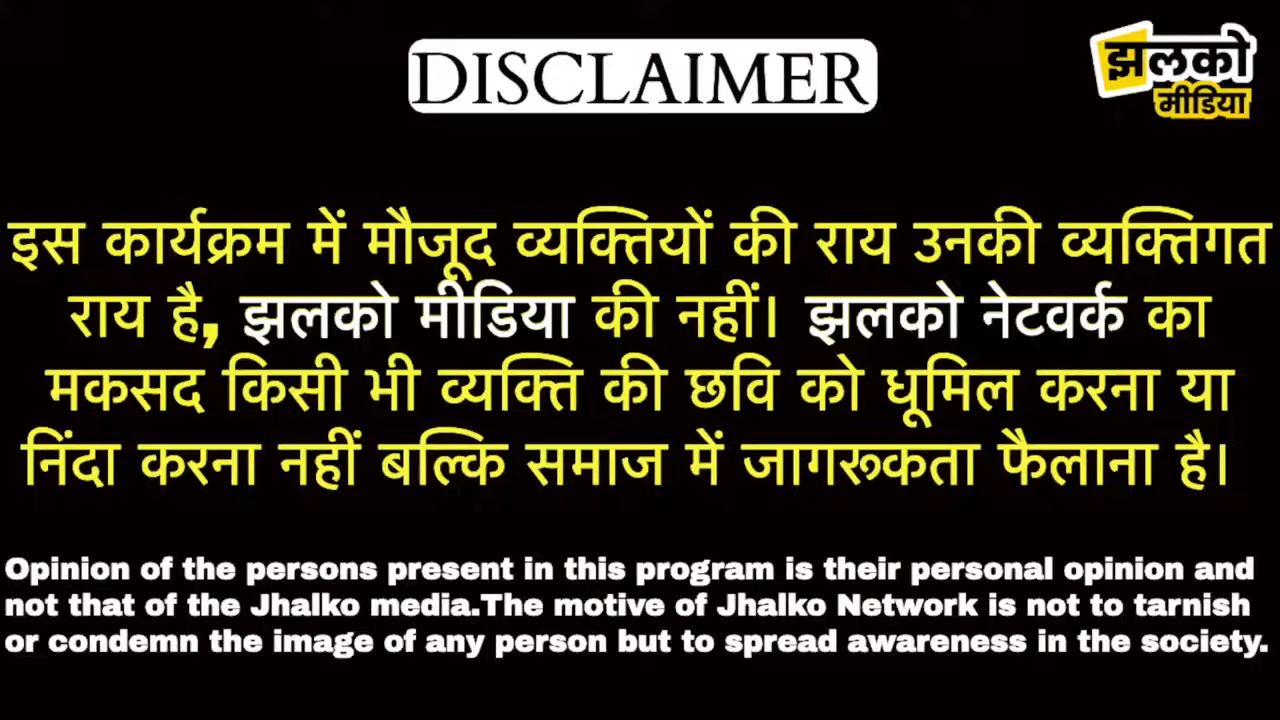 DISCLAIMER
झलको
मीडिया
इस कार्यक्रम में मौजूद व्यक्तियों की राय उनकी व्यक्तिगत
राय है, झलको मीडिया की नहीं। झलको नेटवर्क का
मकसद किसी भी व्यक्ति की छवि को धूमिल करना या
निंदा करना नहीं बल्कि समाज में जागरूकता फैलाना है।
Opinion of the persons present in this program is their personal opinion and
not that of the Jhalko media.The motive of Jhalko Network is not to tarnish
or condemn the image of any person but to spread awareness in the society.